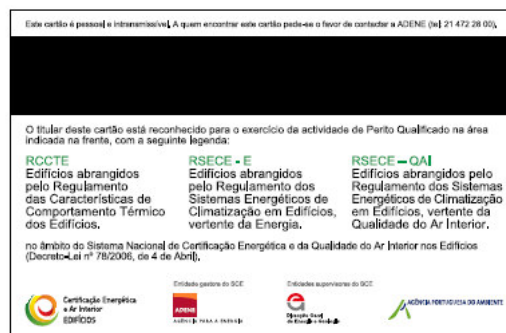 Este cartão é pessoal e intransmissível. A quem encontrar este cartão pede-se o favor de contactar a ADENE (tel. 21 472 28 00).
O titular deste cartão está reconhecido para o exercício da actividade de Perito Qualificado na área
indicada na frente, com a seguinte legenda:
RCCTE
Edifícios abrangidos
pelo Regulamento
das Características de
Comportamento Térmico
dos Edifícios.
RSECE - E
Edifícios abrangidos
pelo Regulamento dos
Sistemas Energéticos de
Climatização em Edifícios,
vertente da Energia.
RSECE – QAI
Edifícios abrangidos pelo
Regulamento dos Sistemas
Energéticos de Climatização
em Edifícios, vertente da
Qualidade do Ar Interior.
no âmbito do Sistema Nacional de Certificação Energética e da Qualidade do Ar Interior nos Edifícios
(Decreto-Lei nº 78/2006, de 4 de Abril).
Entidade gestora do SCE
Entidades supervisoras do SCE
Certificação Energética
e Ar Interior
EDIFÍCIOS
ADENE
AGÊNCIA PARA A ENERGIA
Direcção Geral
de Energia e Geologia
AGÊNCIA PORTUGUESA DO AMBIENTE